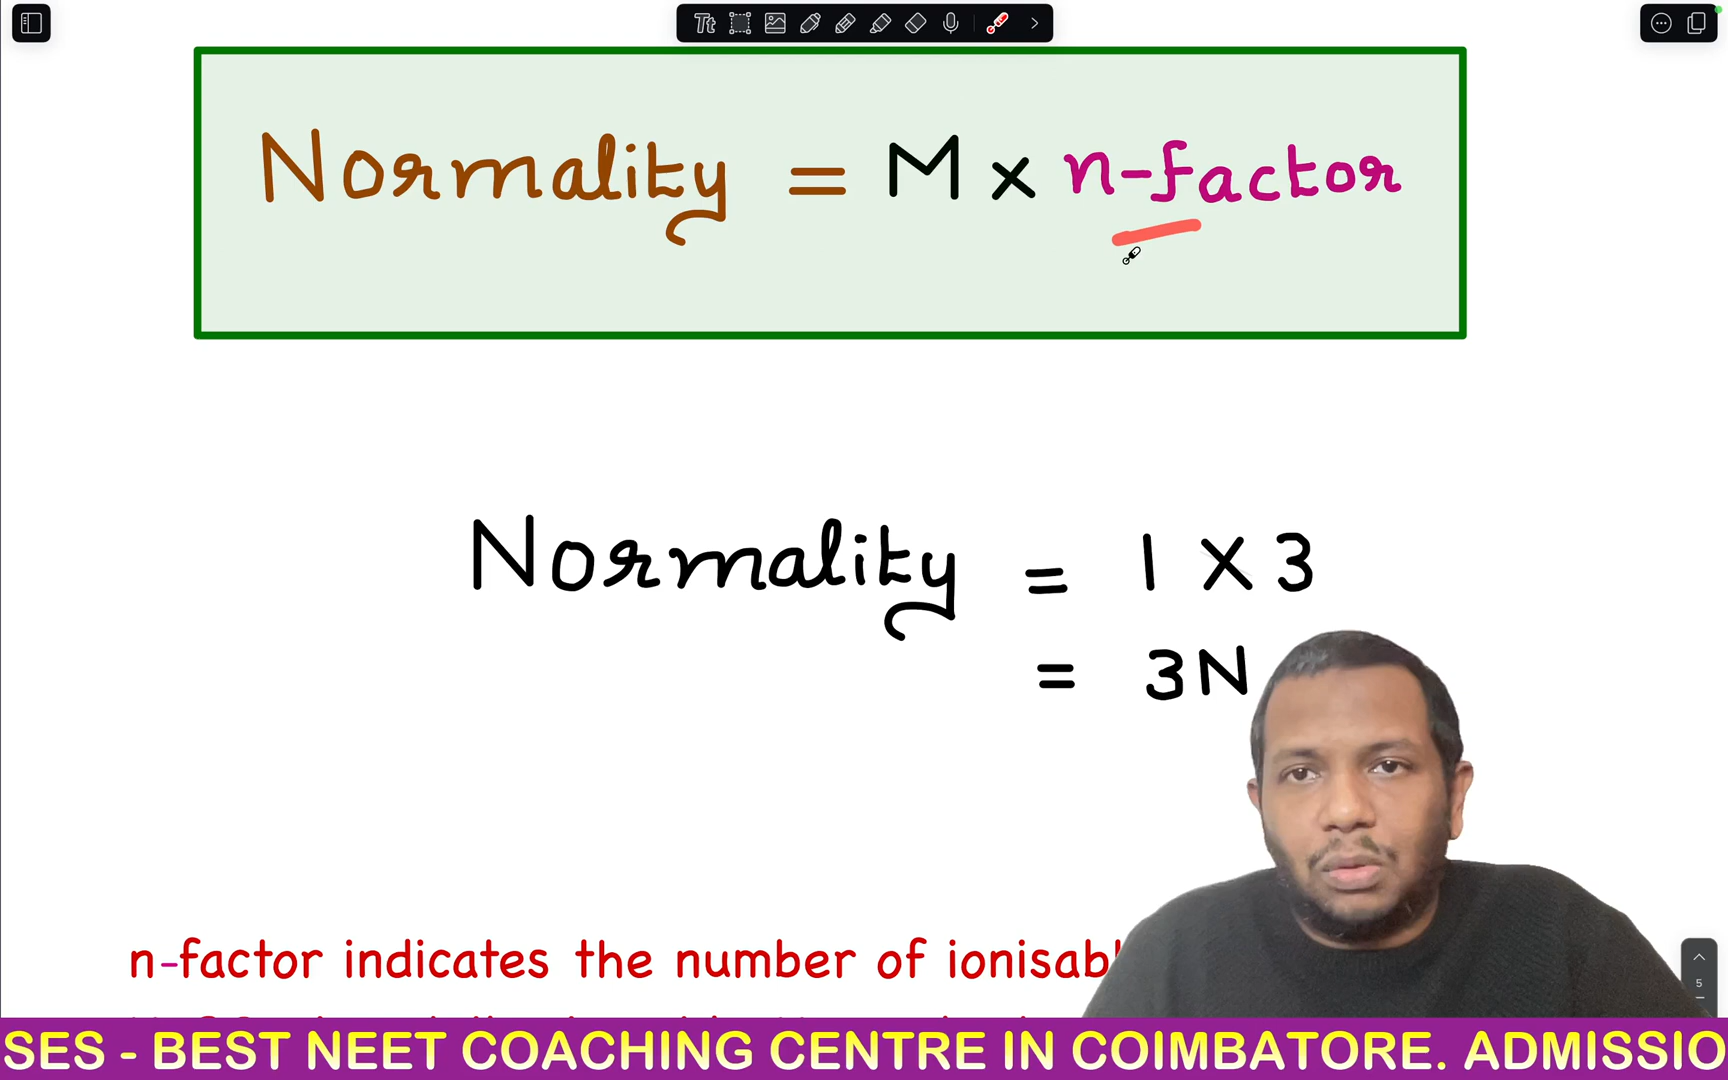 Normality = M x n-factor
Normality = 1 X 3
= 3N
n-factor indicates the number of
SES - BEST NEET COACHING CENTRE IN COIMBATORE. ADMISSIO
5